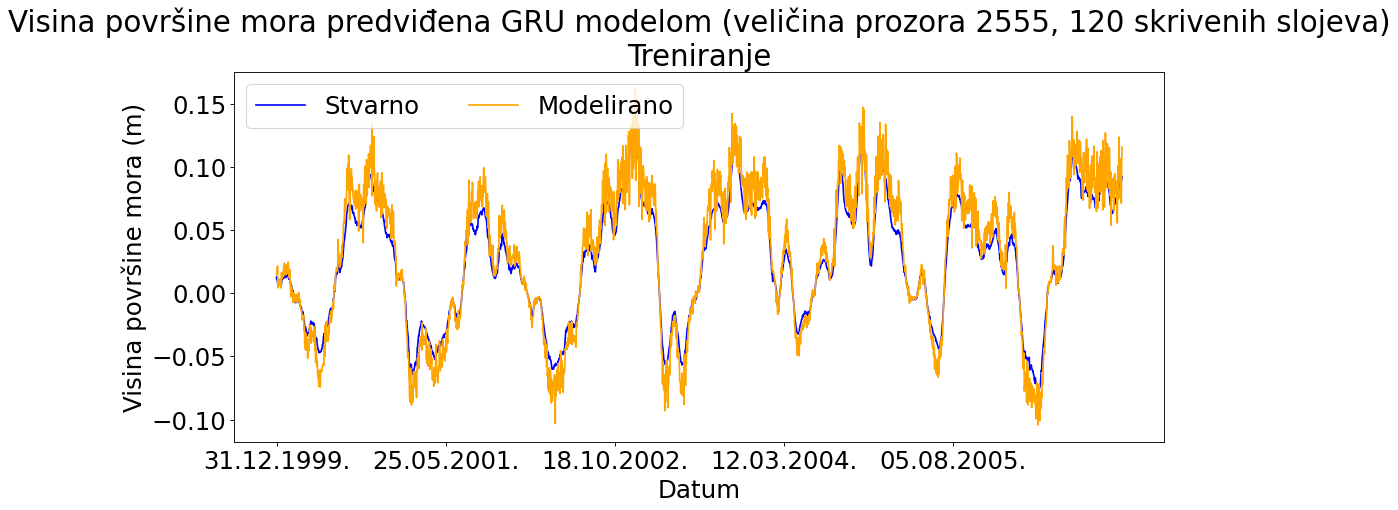 Visina površine mora predviđena GRU modelom (veličina prozora 2555, 120 skrivenih slojeva)
Treniranje
Stvarno
Modelirano
Visina površine mora (m)
0.15
0.10
0.05
0.00
−0.05
−0.10
31.12.1999.
25.05.2001.
18.10.2002.
12.03.2004.
05.08.2005.
Datum